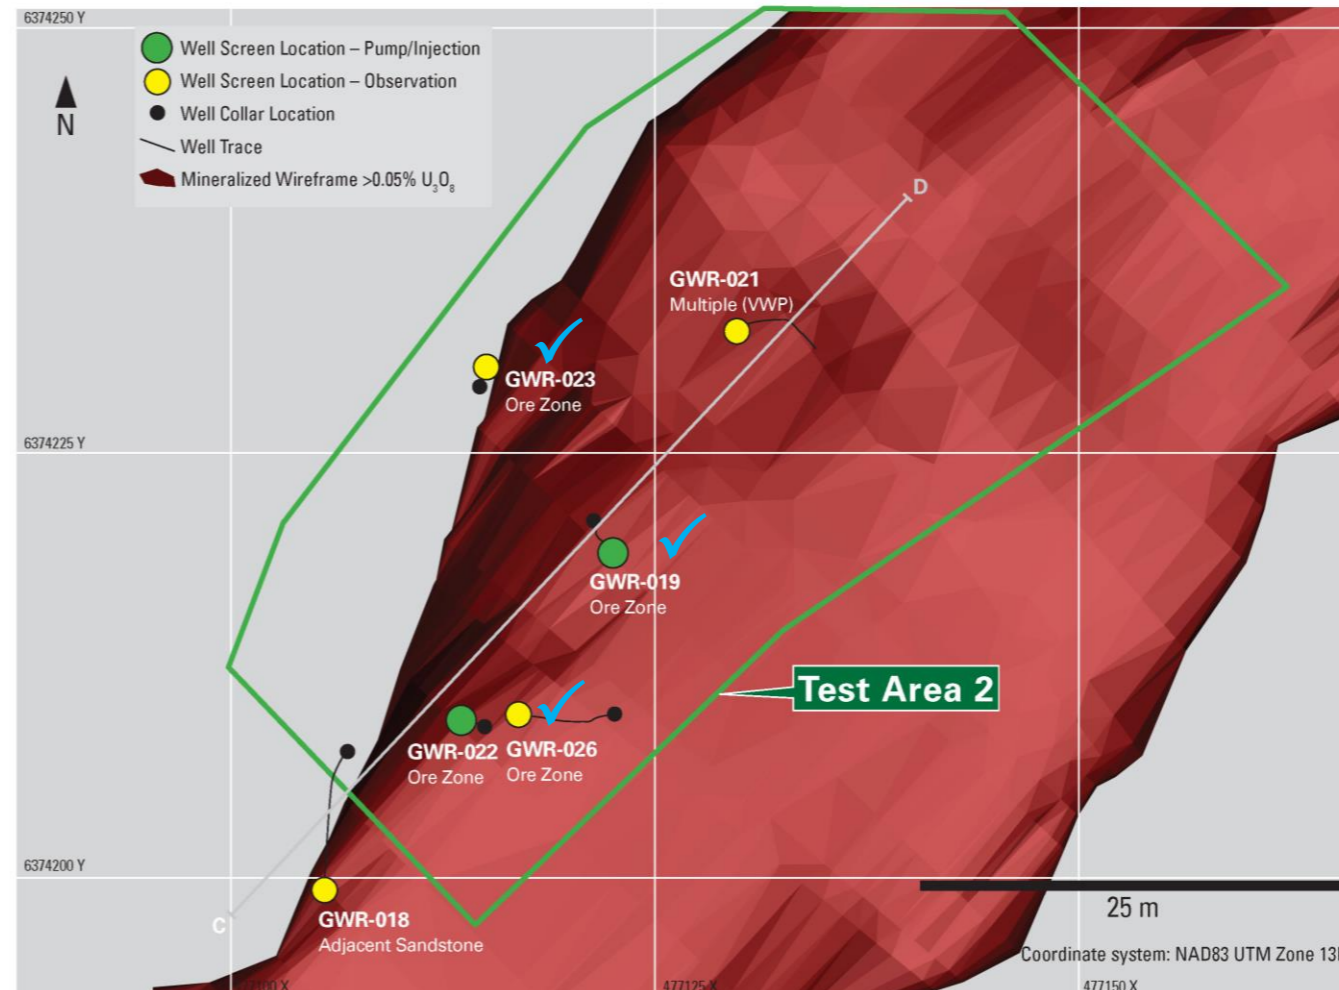 6374250 Y
Well Screen Location – Pump/Injection
Well Screen Location – Observation
Well Collar Location
Well Trace
Mineralized Wireframe >0.05% U₃O₈
N
D
GWR-021
Multiple (VWP)
GWR-023
Ore Zone
6374225 Y
GWR-019
Ore Zone
Test Area 2
GWR-022 GWR-026
Ore Zone Ore Zone
6374200 Y
C
GWR-018
Adjacent Sandstone
25 m
Coordinate system: NAD83 UTM Zone 13
477125 X
477150 X